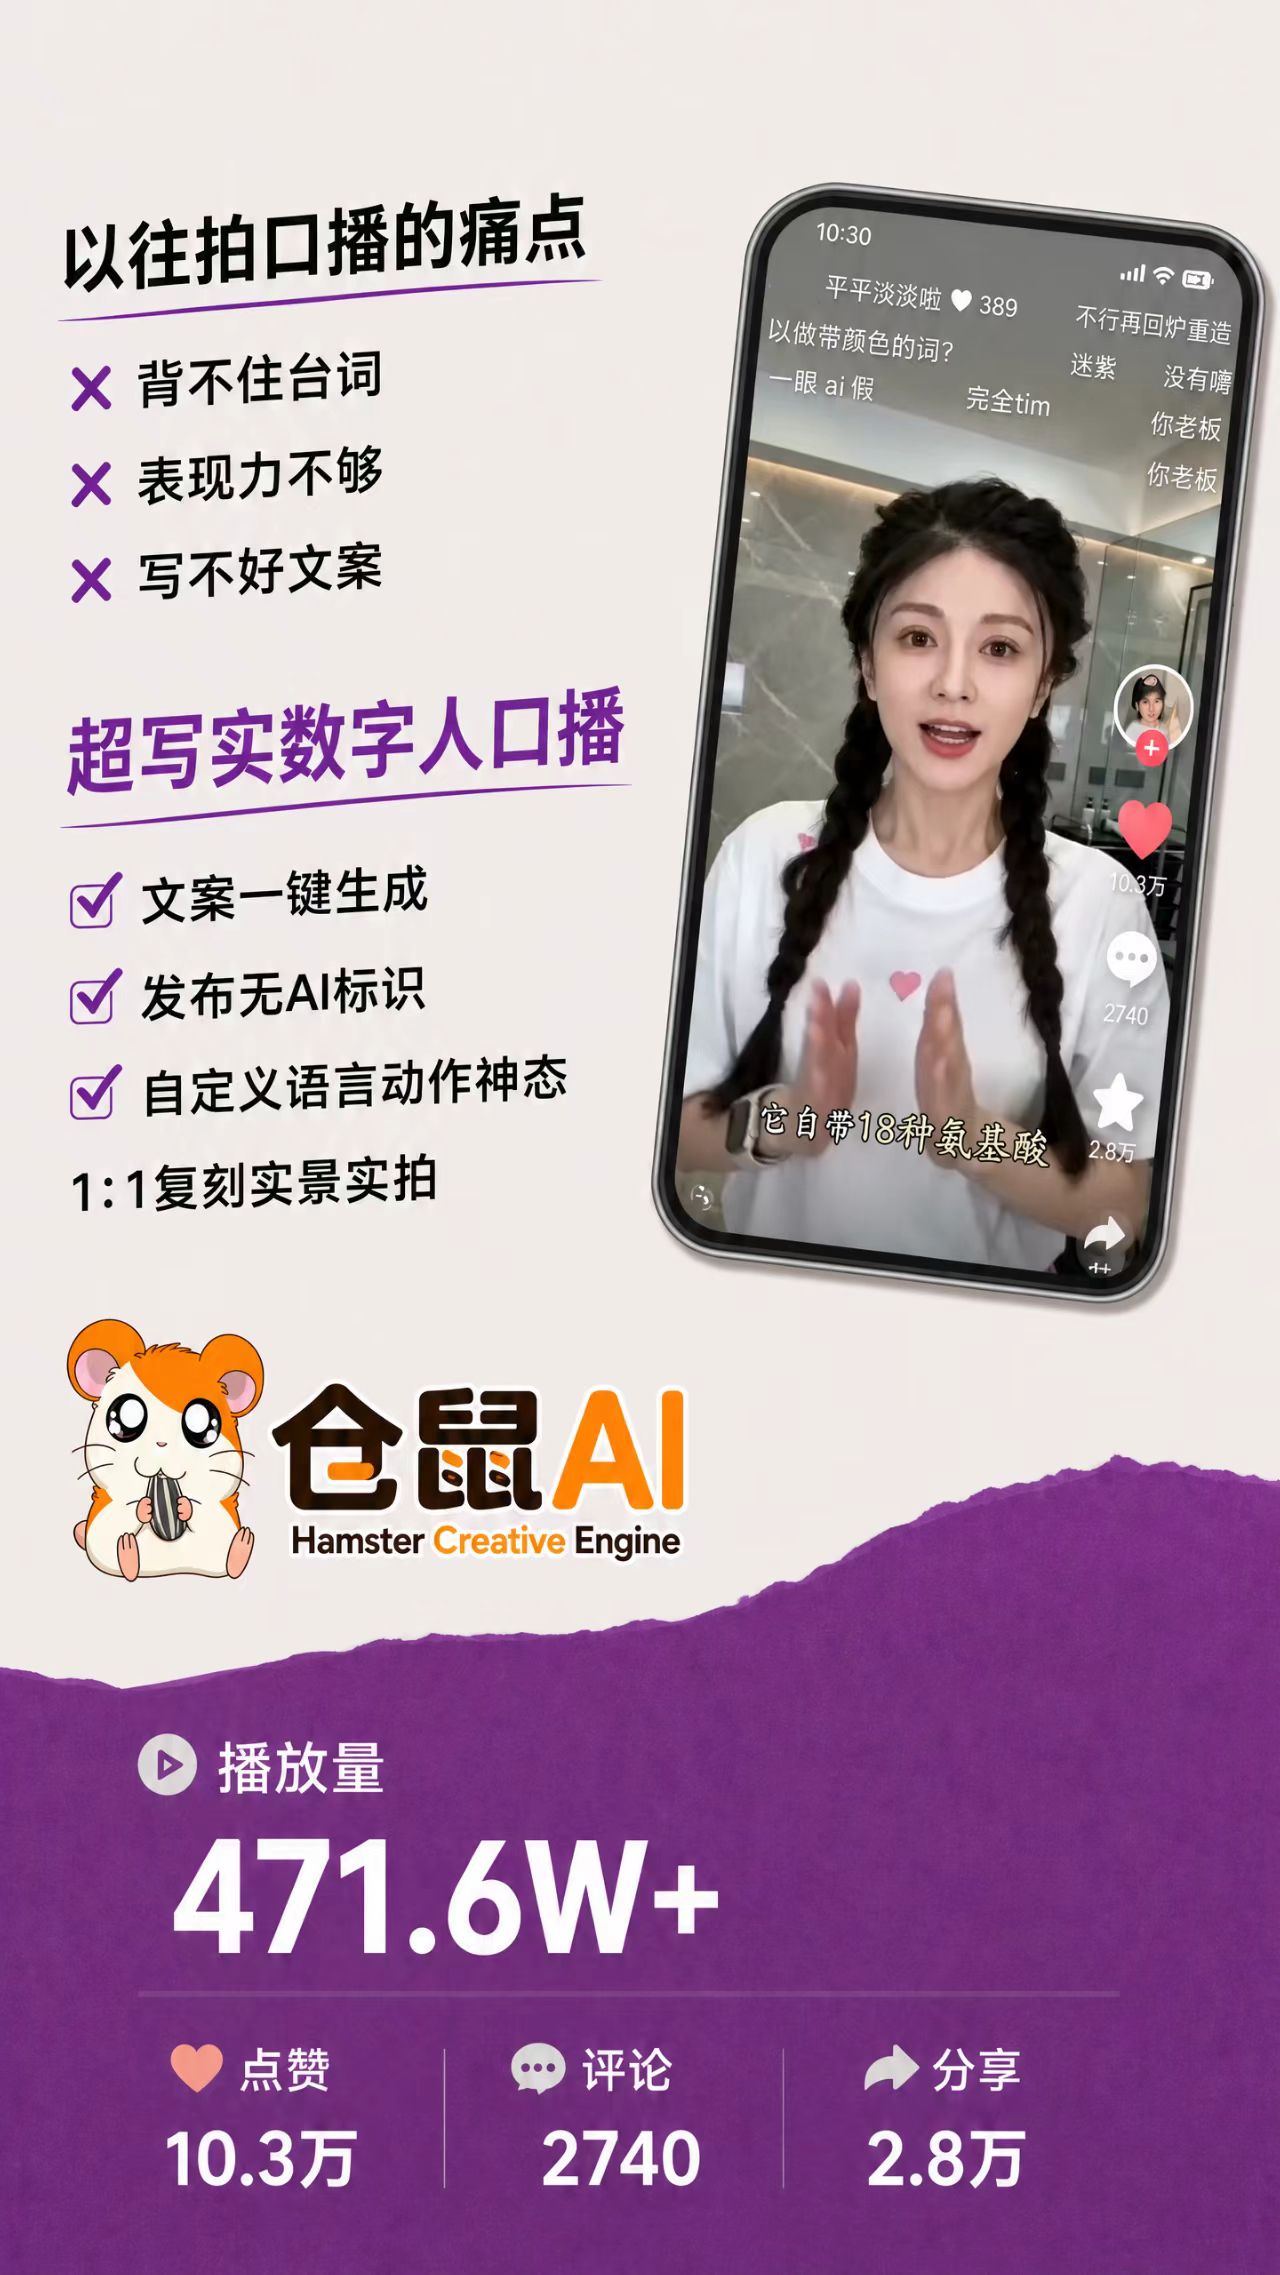 以往拍口播的痛点
背不住台词
表现力不够
写不好文案
超写实数字人口播
文案一键生成
发布无AI标识
自定义语言动作神态
1:1复刻实景实拍
10:30
平平淡淡啦 389
不行再回炉重造
以做带颜色的词?
迷紫
没有嚆
一眼 ai 假
完全tim
你老板
你老板
10.3万
2740
它自带18种氨基酸
2.8万
仓鼠AI
Hamster Creative Engine
播放量
471.6W+
点赞
评论
分享
10.3万
2740
2.8万